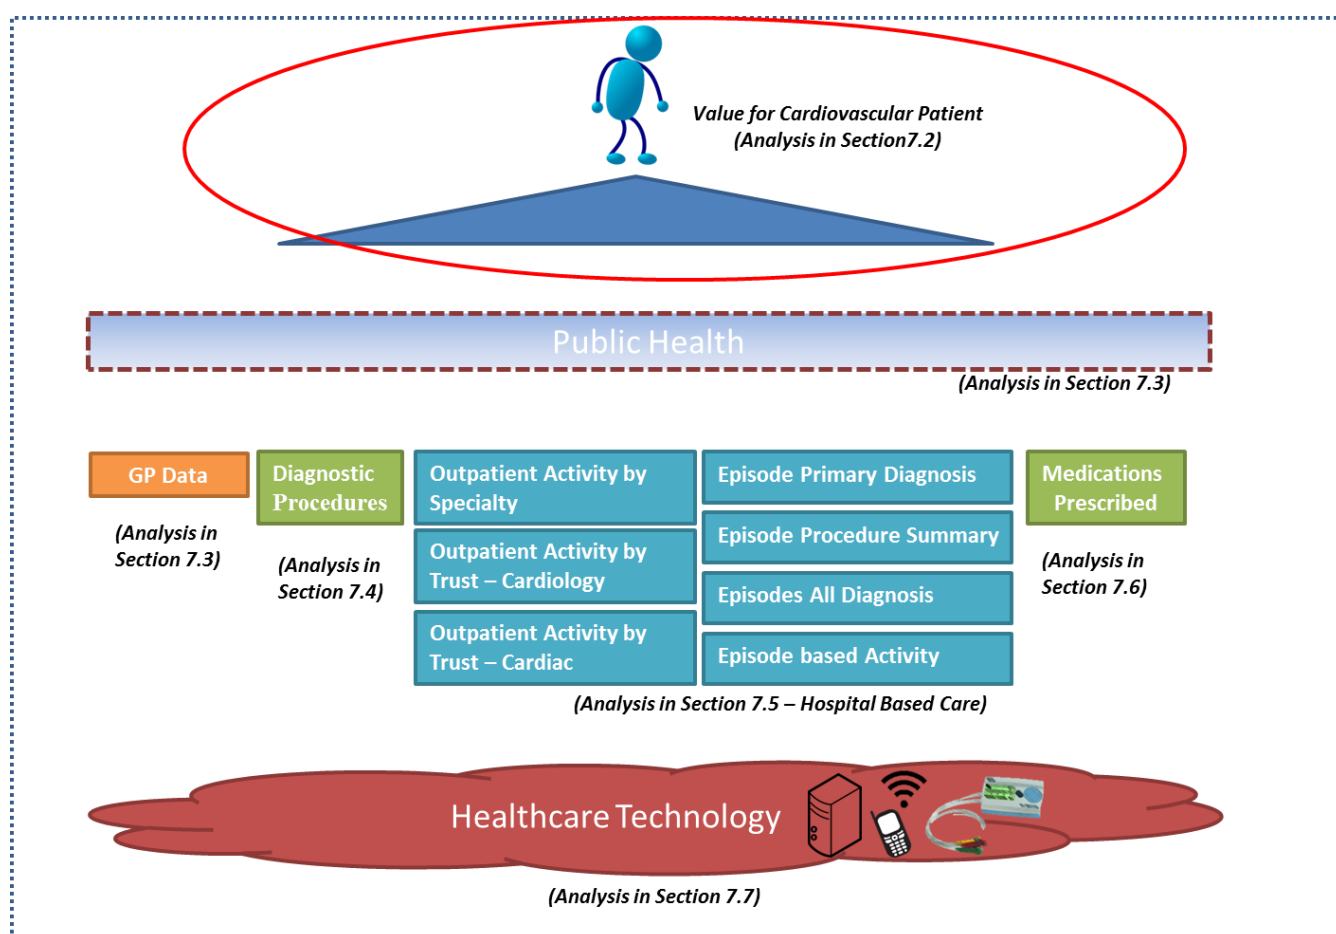 Value for Cardiovascular Patient
(Analysis in Section7.2)
Public Health
(Analysis in Section 7.3)
GP Data
(Analysis in
Section 7.3)
Diagnostic
Procedures
(Analysis in
Section 7.4)
Outpatient Activity by
Specialty
Outpatient Activity by
Trust – Cardiology
Outpatient Activity by
Trust – Cardiac
Episode Primary Diagnosis
Episode Procedure Summary
Episodes All Diagnosis
Episode based Activity
(Analysis in Section 7.5 – Hospital Based Care)
Medications
Prescribed
(Analysis in
Section 7.6)
Healthcare Technology
(Analysis in Section 7.7)